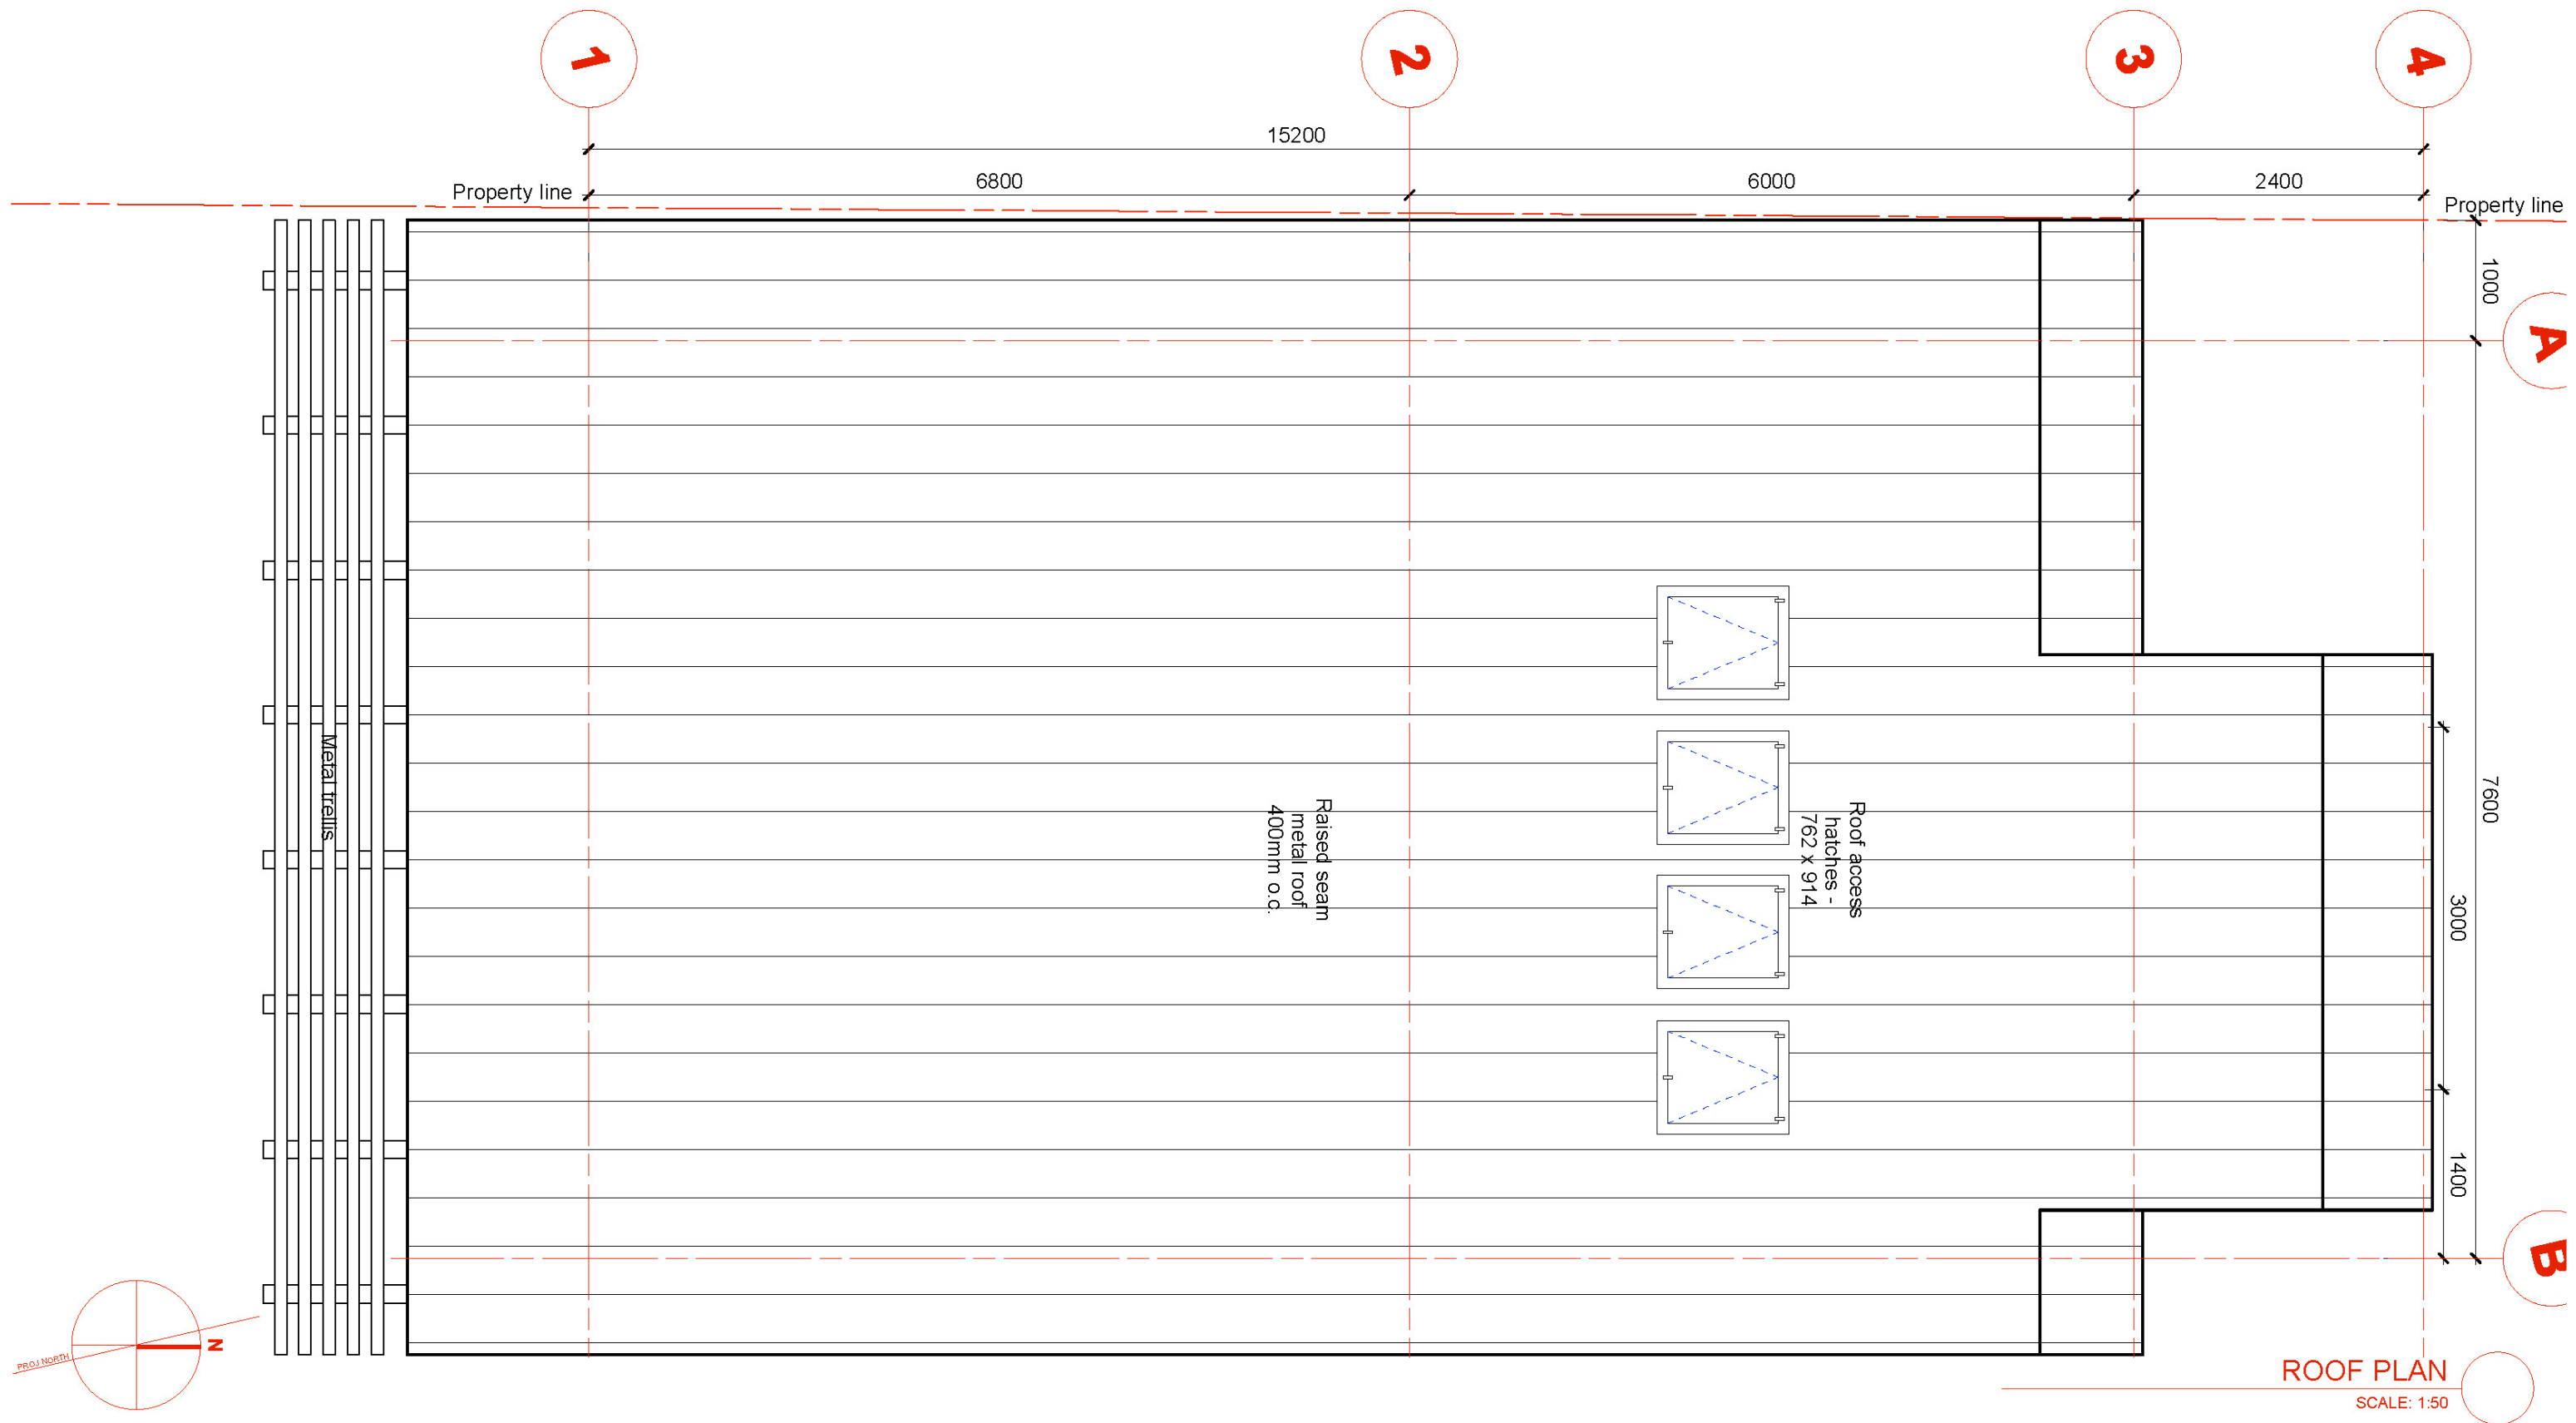 1
2
3
4
15200
6800
6000
2400
Property line
Property line
1000
A
7600
3000
1400
B
Metal trellis
Raised seam
metal roof
400mm o.c.
Roof access
hatches -
762 x 914
N
PROJ NORTH
ROOF PLAN
SCALE: 1:50